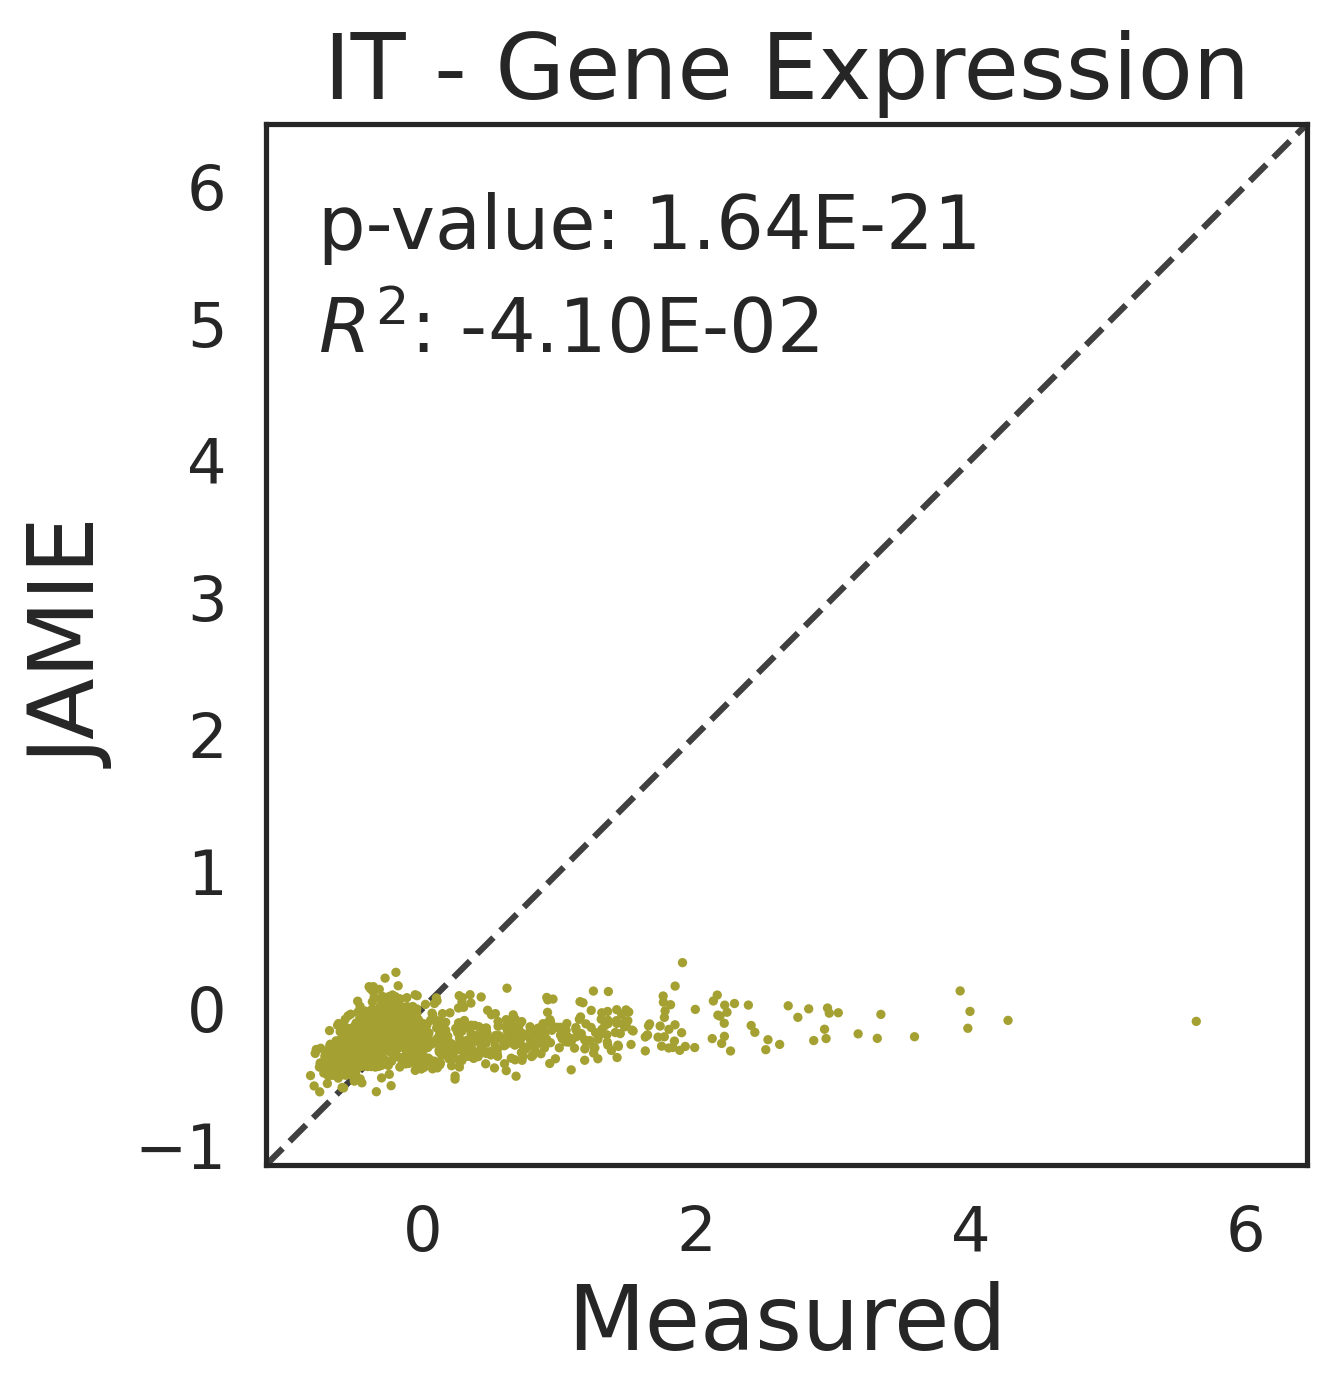 IT - Gene Expression
p-value: 1.64E-21
R²: -4.10E-02
6
5
4
3
2
1
0
−1
JAMIE
0 2 4 6
Measured